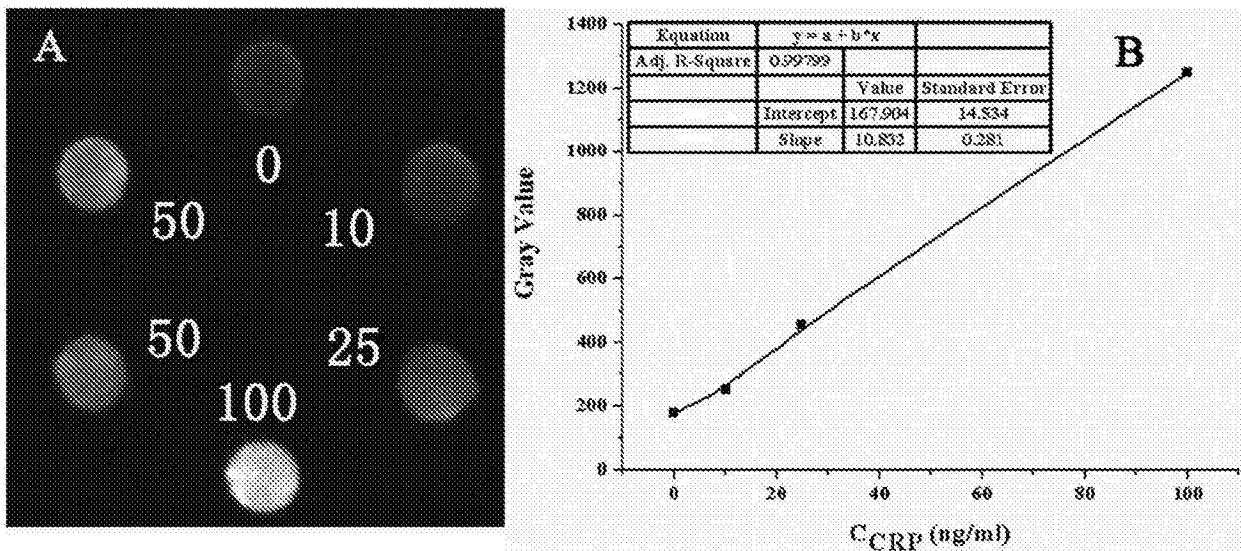 A
0
50
10
50
25
100
B
Equation y = a + b*x
Adj. R-Square 0.99799
Value Standard Error
Intercept 167.904 14.534
Slope 10.832 0.281
1400
1200
1000
800
600
400
200
0
Gray Value
0 20 40 60 80 100
C CRP (ng/ml)